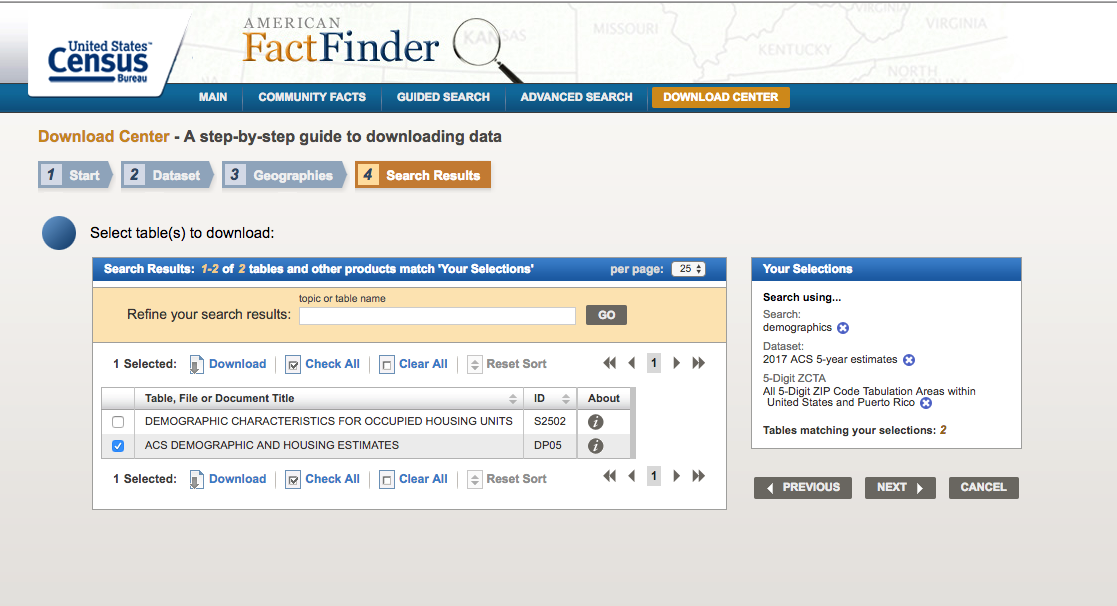 COLORADO
KANSAS
MISSOURI
KENTUCKY
VIRGINIA
VIRGINIA
NORTH
CAROLINA
NA
United States™
Census
Bureau
AMERICAN
FactFinder
MAIN
COMMUNITY FACTS
GUIDED SEARCH
ADVANCED SEARCH
DOWNLOAD CENTER
Download Center - A step-by-step guide to downloading data
1 Start
2 Dataset
3 Geographies
4 Search Results
Select table(s) to download:
Search Results: 1-2 of 2 tables and other products match 'Your Selections'
per page: 25
topic or table name
Refine your search results:
GO
1 Selected:
Download
Check All
Clear All
Reset Sort
1
Table, File or Document Title
ID
About
DEMOGRAPHIC CHARACTERISTICS FOR OCCUPIED HOUSING UNITS
S2502
i
ACS DEMOGRAPHIC AND HOUSING ESTIMATES
DP05
i
1 Selected:
Download
Check All
Clear All
Reset Sort
1
Your Selections
Search using...
Search:
demographics
Dataset:
2017 ACS 5-year estimates
5-Digit ZCTA
All 5-Digit ZIP Code Tabulation Areas within
United States and Puerto Rico
Tables matching your selections: 2
PREVIOUS
NEXT
CANCEL